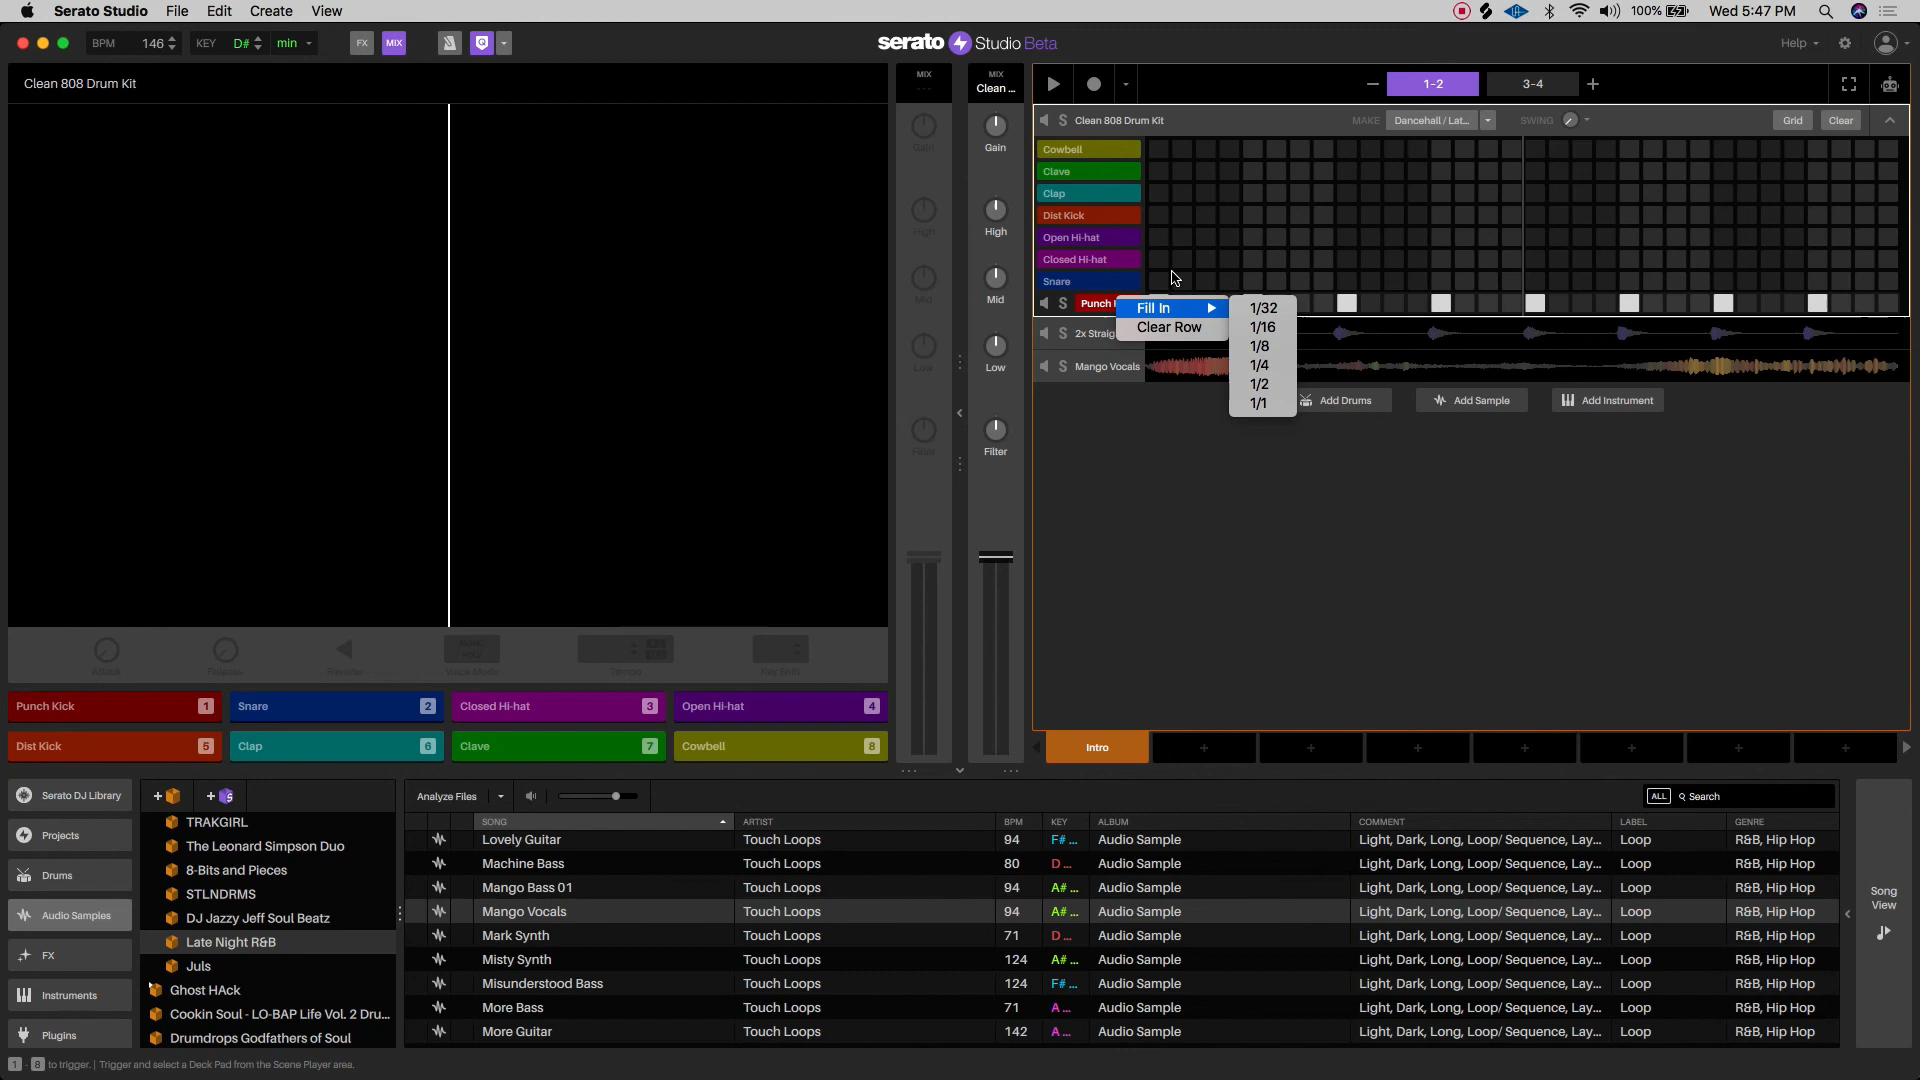 Serato Studio File Edit Create View
100% Wed 5:47 PM
BPM 146 KEY D# min FX MIX
serato Studio Beta
Help
Clean 808 Drum Kit
MIX
MIX
Clean ...
1-2 3-4
Clean 808 Drum Kit MAKE Dancehall / Lat... SWING Grid Clear
Cowbell
Clave
Clap
Dist Kick
Open Hi-hat
Closed Hi-hat
Snare
S Punch
S 2x Straig
S Mango Vocals
Fill In
Clear Row
1/32
1/16
1/8
1/4
1/2
1/1
Add Drums Add Sample Add Instrument
Gain Gain
High High
Mid Mid
Low Low
Filter Filter
Attack Release Reverse Voice Mode Tempo Key Shift
Punch Kick 1 Snare 2 Closed Hi-hat 3 Open Hi-hat 4
Dist Kick 5 Clap 6 Clave 7 Cowbell 8
Intro + + + + + + +
Serato DJ Library
Projects
Drums
Audio Samples
FX
Instruments
Plugins
TRAKGIRL
The Leonard Simpson Duo
8-Bits and Pieces
STLNDRMS
DJ Jazzy Jeff Soul Beatz
Late Night R&B
Juls
Ghost HAck
Cookin Soul - LO-BAP Life Vol. 2 Dru...
Drumdrops Godfathers of Soul
Analyze Files ALL Search
SONG ARTIST BPM KEY ALBUM COMMENT LABEL GENRE
Lovely Guitar Touch Loops 94 F# ... Audio Sample Light, Dark, Long, Loop/ Sequence, Lay... Loop R&B, Hip Hop
Machine Bass Touch Loops 80 D ... Audio Sample Light, Dark, Long, Loop/ Sequence, Lay... Loop R&B, Hip Hop
Mango Bass 01 Touch Loops 94 A# ... Audio Sample Light, Dark, Long, Loop/ Sequence, Lay... Loop R&B, Hip Hop
Mango Vocals Touch Loops 94 A# ... Audio Sample Light, Dark, Long, Loop/ Sequence, Lay... Loop R&B, Hip Hop
Mark Synth Touch Loops 71 D ... Audio Sample Light, Dark, Long, Loop/ Sequence, Lay... Loop R&B, Hip Hop
Misty Synth Touch Loops 124 A# ... Audio Sample Light, Dark, Long, Loop/ Sequence, Lay... Loop R&B, Hip Hop
Misunderstood Bass Touch Loops 124 F# ... Audio Sample Light, Dark, Long, Loop/ Sequence, Lay... Loop R&B, Hip Hop
More Bass Touch Loops 71 A ... Audio Sample Light, Dark, Long, Loop/ Sequence, Lay... Loop R&B, Hip Hop
More Guitar Touch Loops 142 A ... Audio Sample Light, Dark, Long, Loop/ Sequence, Lay... Loop R&B, Hip Hop
Song
View
1 - 8 to trigger. | Trigger and select a Deck Pad from the Scene Player area.